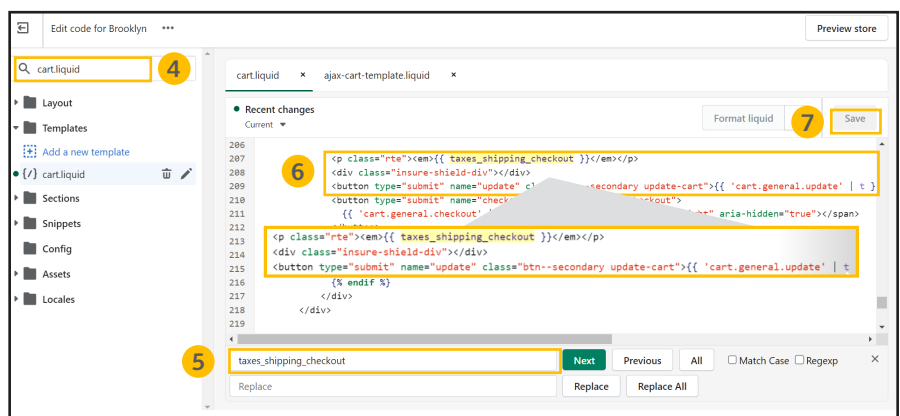 Edit code for Brooklyn •••
Preview store
cart.liquid
4
Layout
Templates
Add a new template
{/} cart.liquid
Sections
Snippets
Config
Assets
Locales
cart.liquid × ajax-cart-template.liquid ×
Recent changes
Current
Format liquid
7
Save
206
207 <p class="rte"><em>{{ taxes_shipping_checkout }}</em></p>
6
208 <div class="insure-shield-div"></div>
209 <button type="submit" name="update" cl --secondary update-cart">{{ 'cart.general.update' | t }
210 <button type="submit" name="check ckout">
211 {{ 'cart.general.checkout' aria-hidden="true"></span>
212
213
214
215
<p class="rte"><em>{{ taxes_shipping_checkout }}</em></p>
<div class="insure-shield-div"></div>
<button type="submit" name="update" class="btn--secondary update-cart">{{ 'cart.general.update' | t
216 {% endif %}
217 </div>
218 </div>
219
5
taxes_shipping_checkout
Next Previous All Match Case Regexp ×
Replace
Replace Replace All